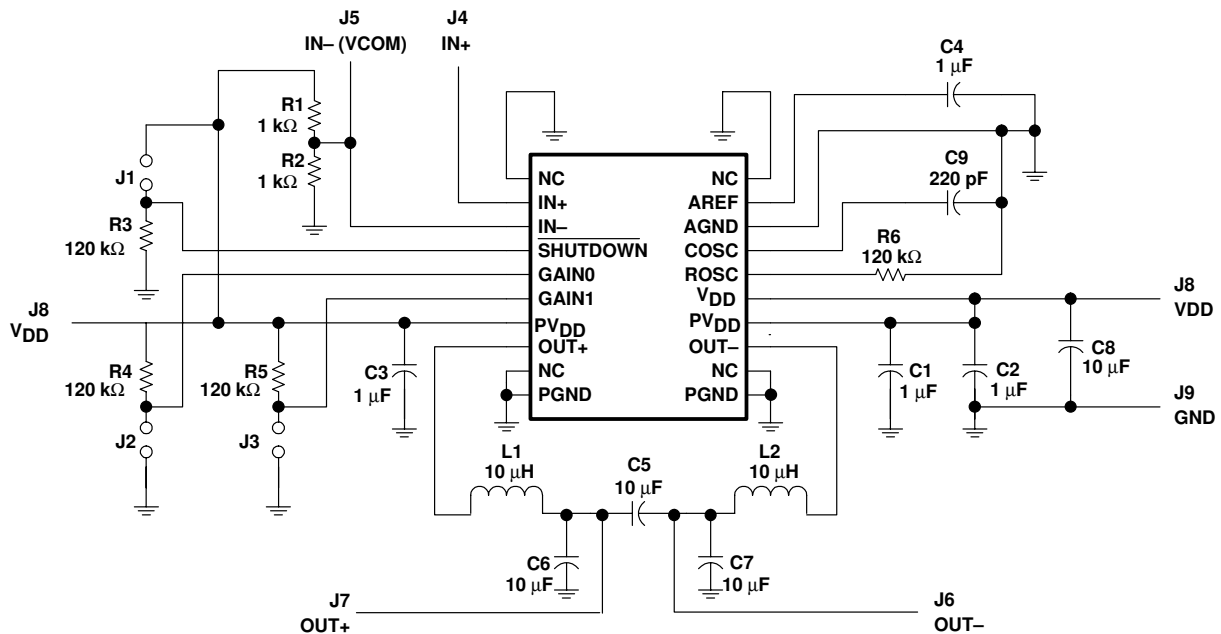 J5
IN– (VCOM)
J4
IN+
C4
1 µF
R1
1 kΩ
R2
1 kΩ
J1
R3
120 kΩ
C9
220 pF
R6
120 kΩ
NC
IN+
IN–
SHUTDOWN
GAIN0
GAIN1
PVDD
OUT+
NC
PGND
NC
AREF
AGND
COSC
ROSC
VDD
PVDD
OUT–
NC
PGND
J8
VDD
J8
VDD
R4
120 kΩ
R5
120 kΩ
C3
1 µF
C1
1 µF
C2
1 µF
C8
10 µF
J9
GND
J2
J3
L1
10 µH
C5
10 µF
L2
10 µH
C6
10 µF
C7
10 µF
J7
OUT+
J6
OUT–